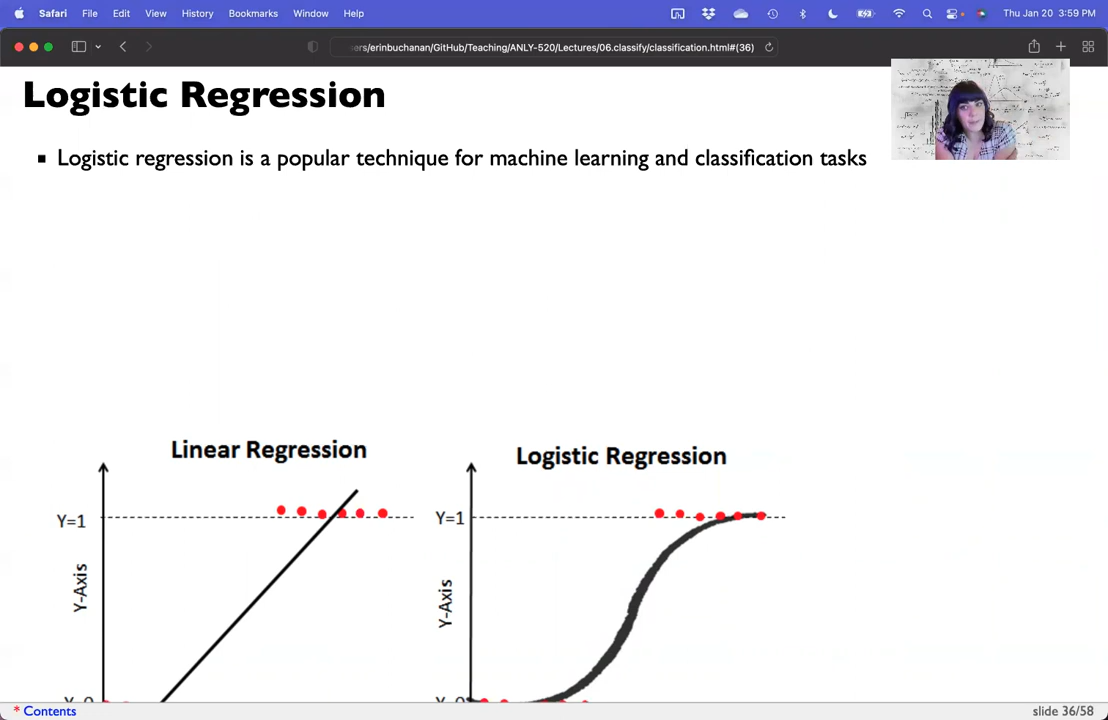 Safari File Edit View History Bookmarks Window Help Thu Jan 20 3:59 PM
ers/erinbuchanan/GitHub/Teaching/ANLY-520/Lectures/06.classify/classification.html#(36)
Logistic Regression
Logistic regression is a popular technique for machine learning and classification tasks
Linear Regression
Y=1
Y-Axis
Logistic Regression
Y=1
Y-Axis
* Contents
slide 36/58